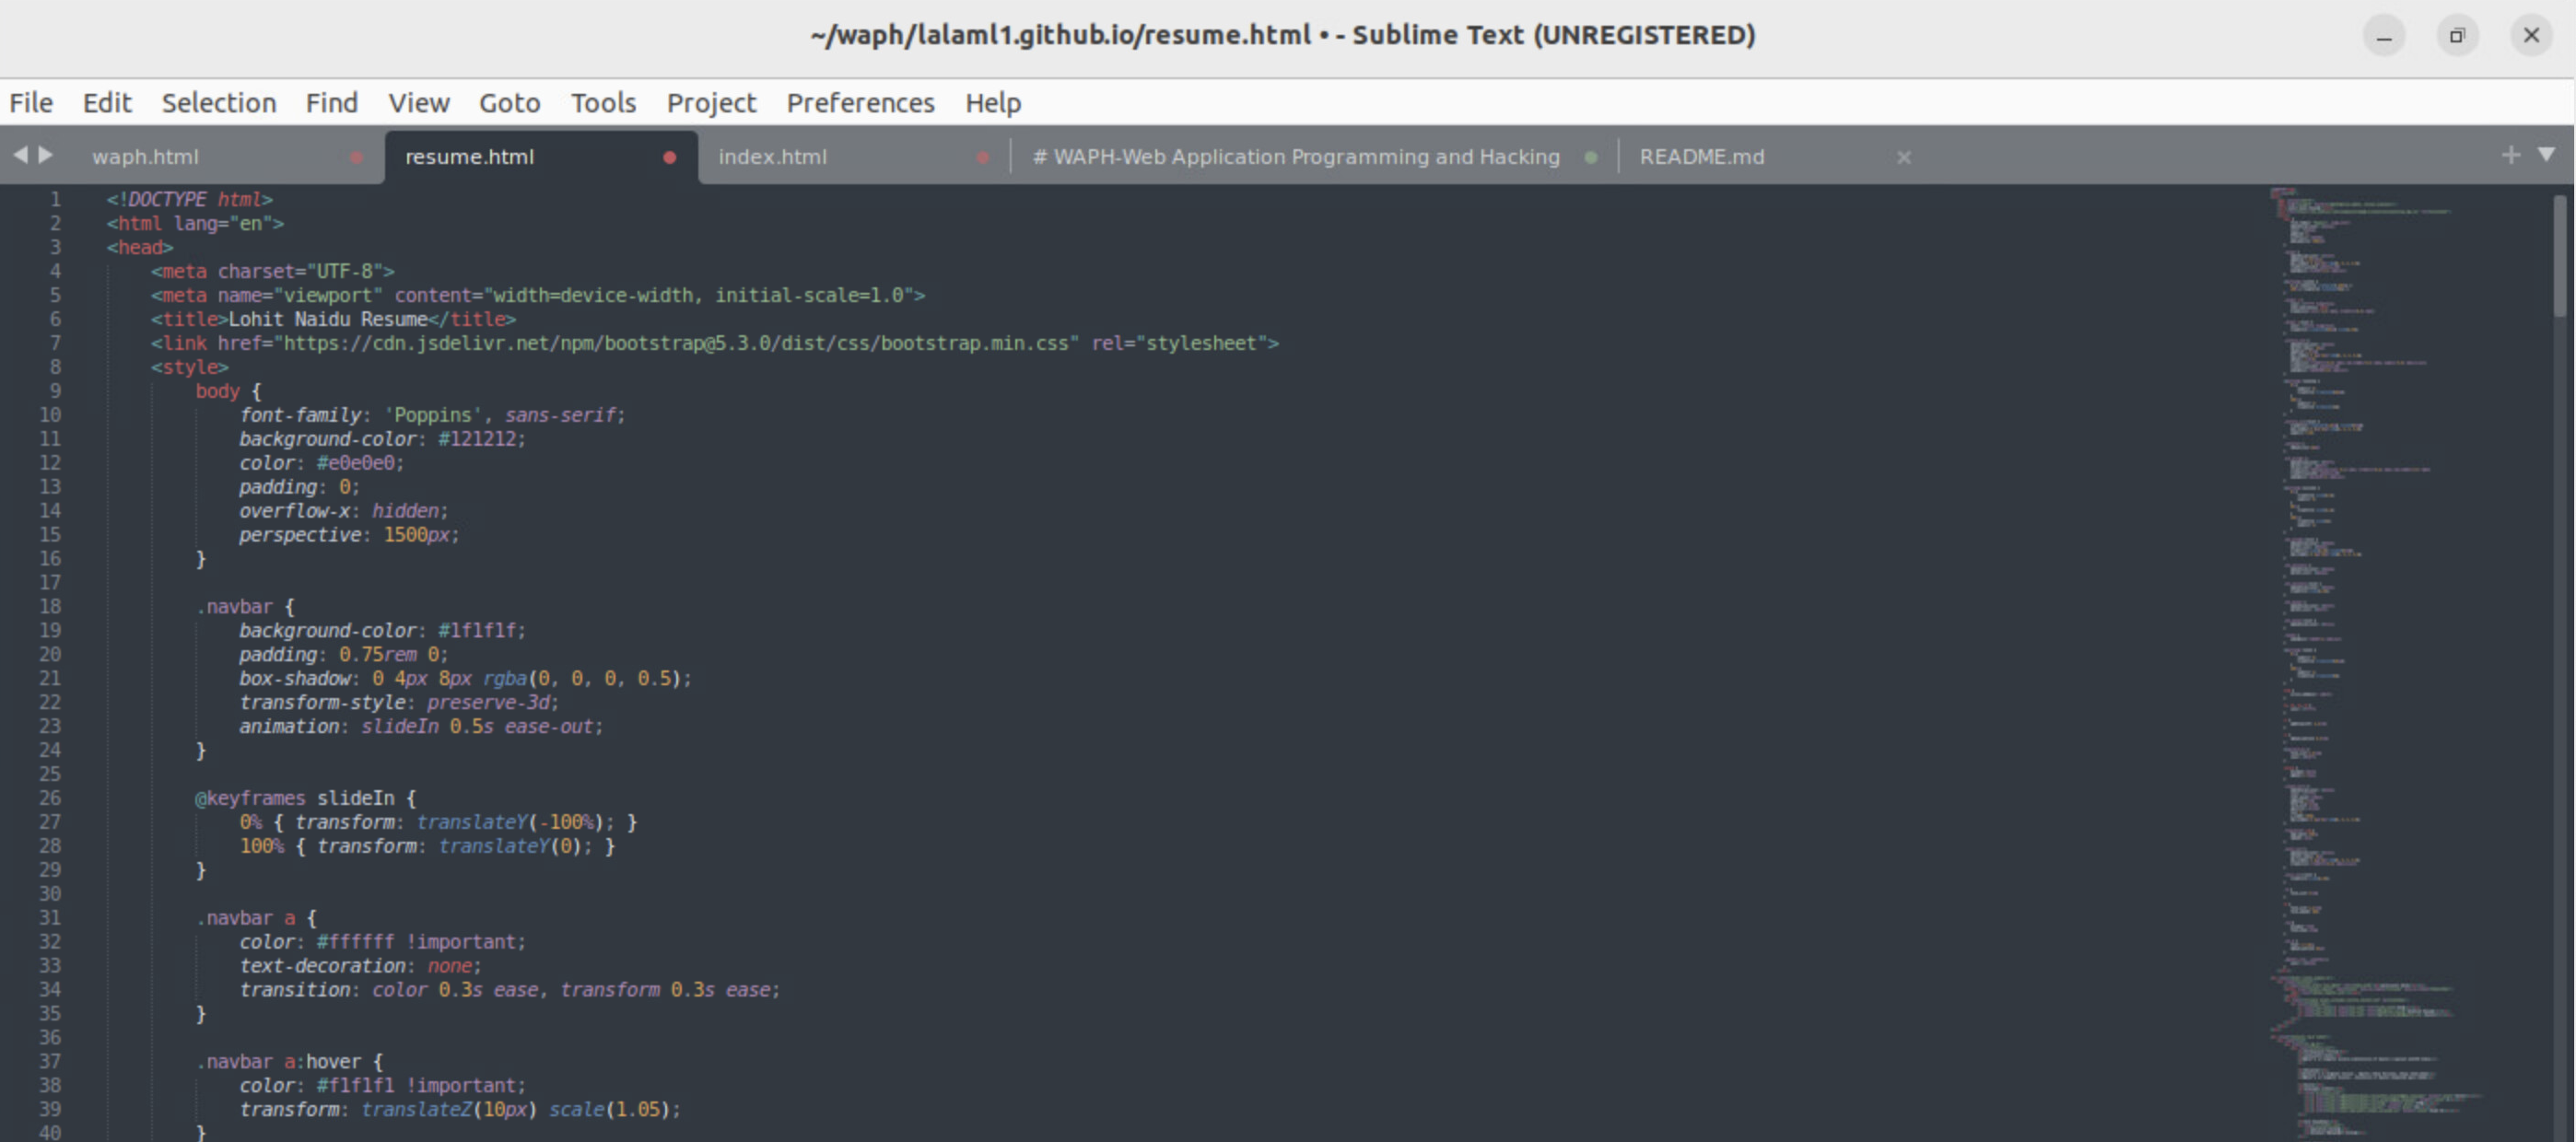 ~/waph/lalaml1.github.io/resume.html • - Sublime Text (UNREGISTERED)
File Edit Selection Find View Goto Tools Project Preferences Help
waph.html resume.html index.html # WAPH-Web Application Programming and Hacking README.md
1 <!DOCTYPE html>
2 <html lang="en">
3 <head>
4 <meta charset="UTF-8">
5 <meta name="viewport" content="width=device-width, initial-scale=1.0">
6 <title>Lohit Naidu Resume</title>
7 <link href="https://cdn.jsdelivr.net/npm/bootstrap@5.3.0/dist/css/bootstrap.min.css" rel="stylesheet">
8 <style>
9 body {
10 font-family: 'Poppins', sans-serif;
11 background-color: #121212;
12 color: #e0e0e0;
13 padding: 0;
14 overflow-x: hidden;
15 perspective: 1500px;
16 }
17
18 .navbar {
19 background-color: #1f1f1f;
20 padding: 0.75rem 0;
21 box-shadow: 0 4px 8px rgba(0, 0, 0, 0.5);
22 transform-style: preserve-3d;
23 animation: slideIn 0.5s ease-out;
24 }
25
26 @keyframes slideIn {
27 0% { transform: translateY(-100%); }
28 100% { transform: translateY(0); }
29 }
30
31 .navbar a {
32 color: #ffffff !important;
33 text-decoration: none;
34 transition: color 0.3s ease, transform 0.3s ease;
35 }
36
37 .navbar a:hover {
38 color: #f1f1f1 !important;
39 transform: translateZ(10px) scale(1.05);
40 }